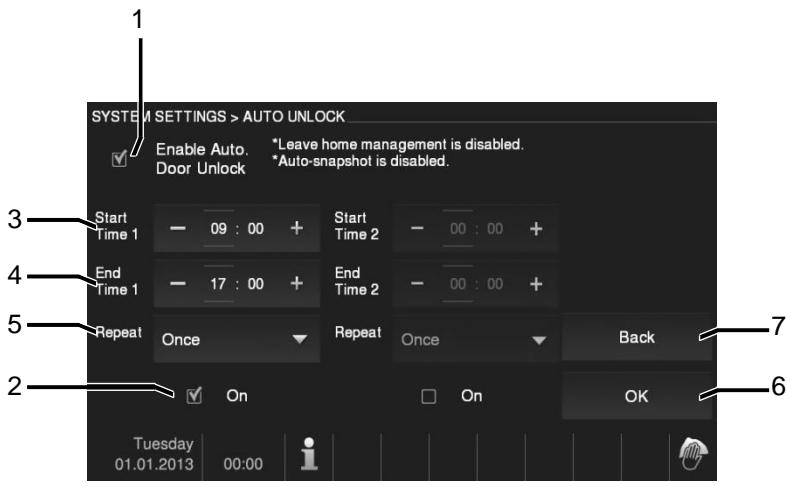 1
SYSTEM SETTINGS > AUTO UNLOCK
Enable Auto.
Door Unlock
*Leave home management is disabled.
*Auto-snapshot is disabled.
3
Start
Time 1
− 09 : 00 +
Start
Time 2
− 00 : 00 +
4
End
Time 1
− 17 : 00 +
End
Time 2
− 00 : 00 +
5
Repeat
Once
Repeat
Once
Back
7
2
On
On
OK
6
Tuesday
01.01.2013
00:00